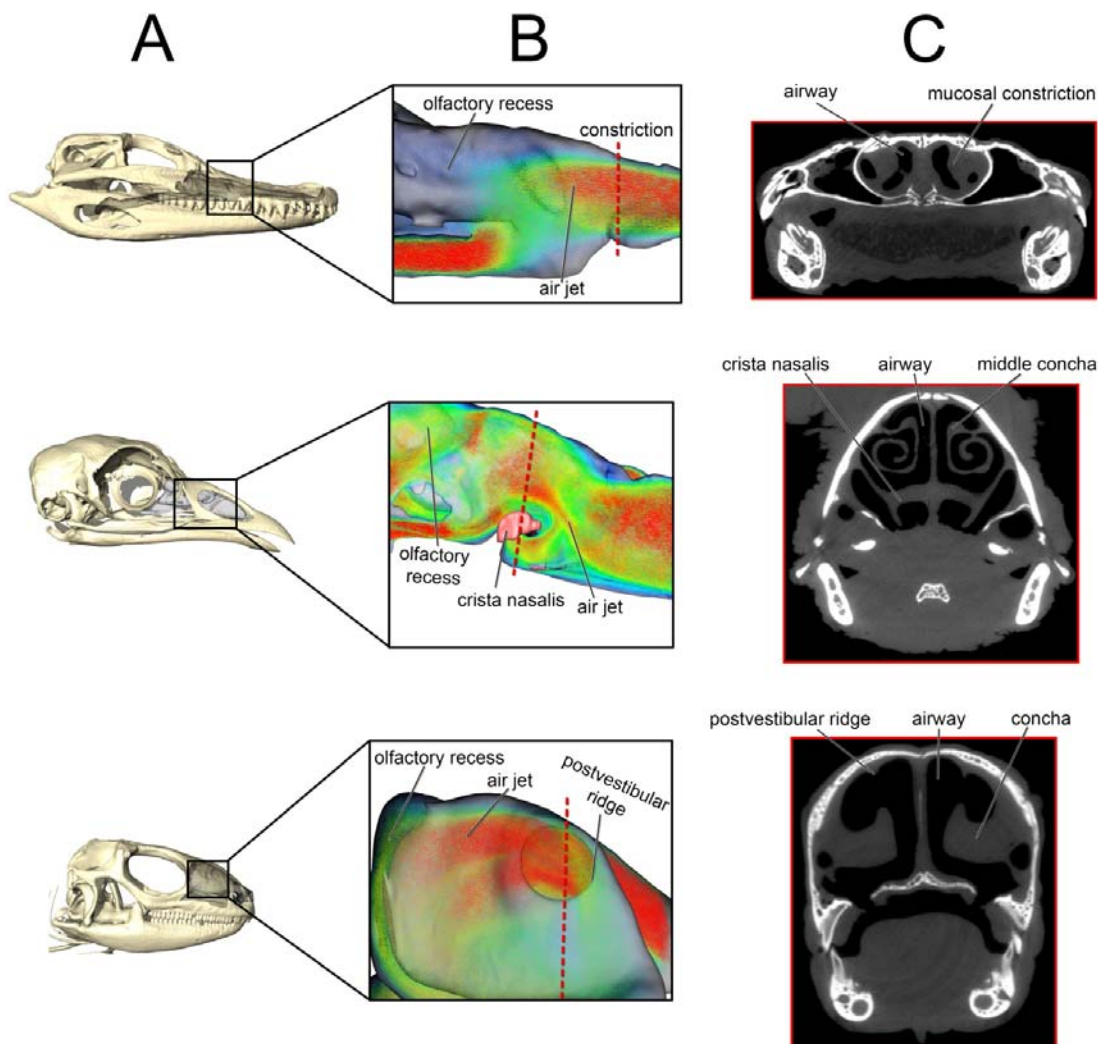 A
B
C
olfactory recess
constriction
air jet
airway
mucosal constriction
olfactory
recess
crista nasalis
air jet
crista nasalis
airway
middle concha
olfactory recess
air jet
postvestibular
ridge
postvestibular ridge
airway
concha